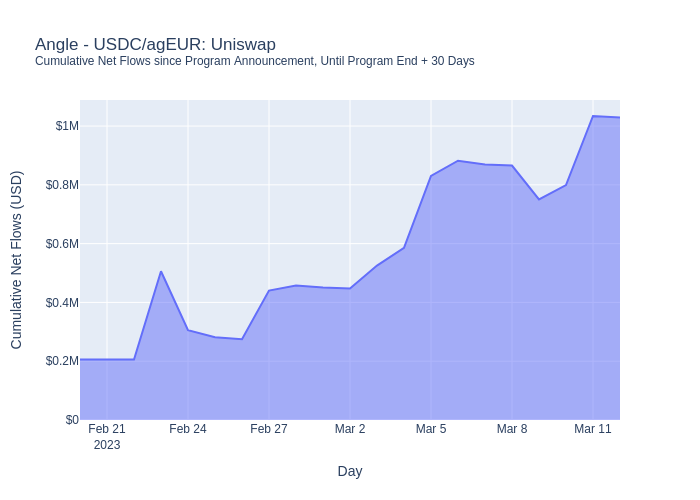 Angle - USDC/agEUR: Uniswap
Cumulative Net Flows since Program Announcement, Until Program End + 30 Days
Cumulative Net Flows (USD)
$1M
$0.8M
$0.6M
$0.4M
$0.2M
$0
Feb 21 Feb 24 Feb 27 Mar 2 Mar 5 Mar 8 Mar 11
2023
Day